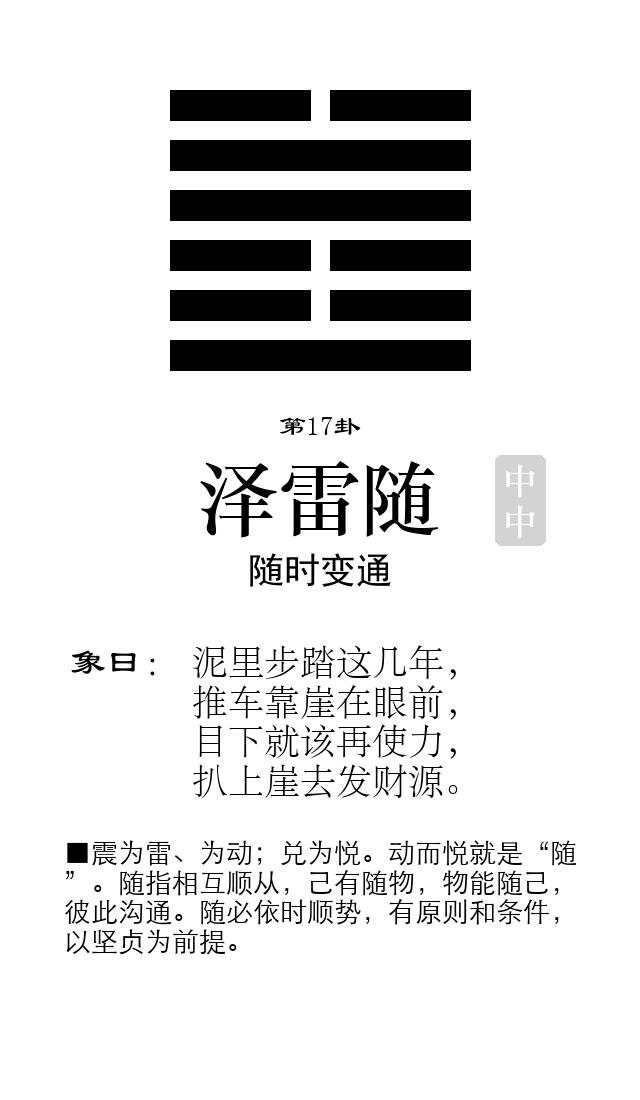 第17卦
泽雷随
中
中
随时变通
象曰：
泥里步踏这几年，
推车靠崖在眼前，
目下就该再使力，
扒上崖去发财源。
■震为雷、为动；兑为悦。动而悦就是“随
”。随指相互顺从，己有随物，物能随己，
彼此沟通。随必依时顺势，有原则和条件，
以坚贞为前提。